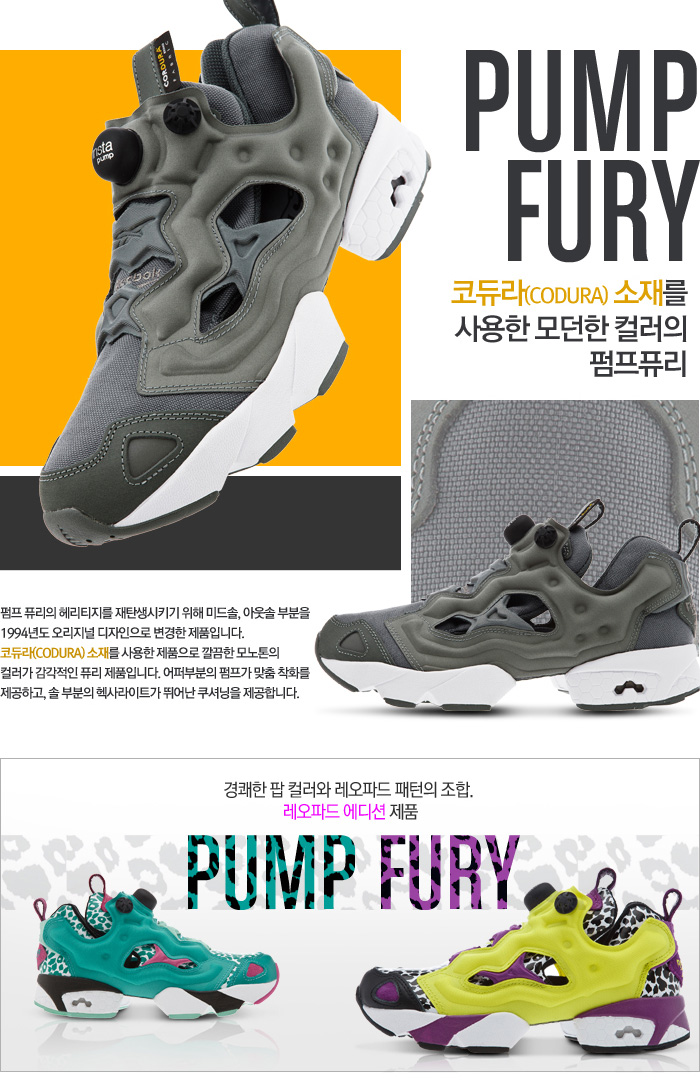 CORDURA
insta
pump
Reebok
PUMP
FURY
코듀라(CODURA) 소재를
사용한 모던한 컬러의
펌프퓨리
펌프 퓨리의 헤리티지를 재탄생시키기 위해 미드솔, 아웃솔 부분을
1994년도 오리지널 디자인으로 변경한 제품입니다.
코듀라(CODURA) 소재를 사용한 제품으로 깔끔한 모노톤의
컬러가 감각적인 퓨리 제품입니다. 어퍼부분의 펌프가 맞춤 착화를
제공하고, 솔 부분의 헥사라이트가 뛰어난 쿠셔닝을 제공합니다.
경쾌한 팝 컬러와 레오파드 패턴의 조합.
레오파드 에디션 제품
PUMP FURY